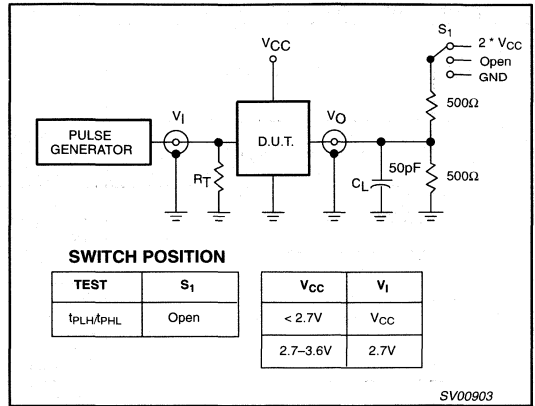 S1
2 * VCC
Open
GND
VCC
500Ω
VI
VO
PULSE
GENERATOR
D.U.T.
RT
CL
50pF
500Ω
SWITCH POSITION
TEST S1
tPLH/tPHL Open
VCC VI
< 2.7V VCC
2.7–3.6V 2.7V
SV00903